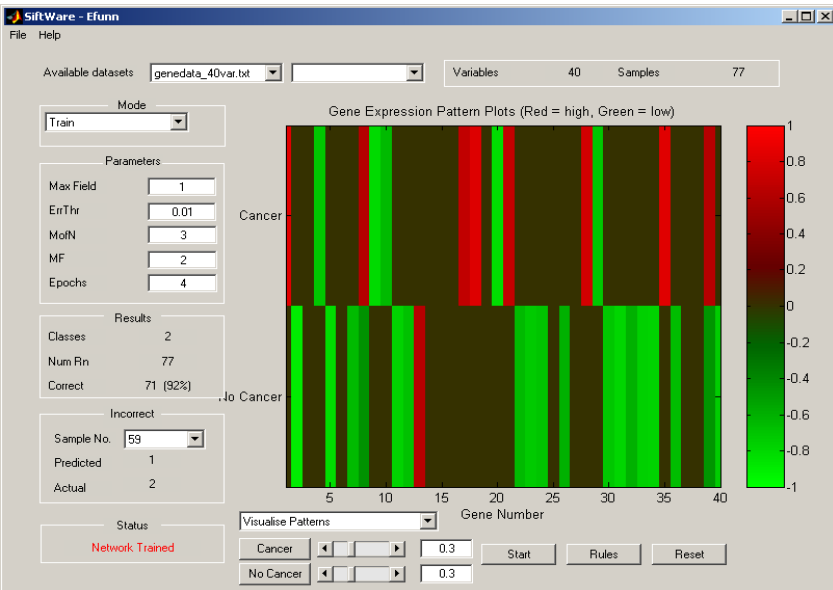 SiftWare - Efunn
File Help
Available datasets genedata_40var.txt Variables 40 Samples 77
Mode
Train
Parameters
Max Field 1
ErrThr 0.01
MofN 3
MF 2
Epochs 4
Results
Classes 2
Num Rn 77
Correct 71 (92%)
Incorrect
Sample No. 59
Predicted 1
Actual 2
Status
Network Trained
Gene Expression Pattern Plots (Red = high, Green = low)
Cancer
No Cancer
5 10 15 20 25 30 35 40
Gene Number
1
0.8
0.6
0.4
0.2
0
-0.2
-0.4
-0.6
-0.8
-1
Visualise Patterns
Cancer 0.3
No Cancer 0.3
Start Rules Reset